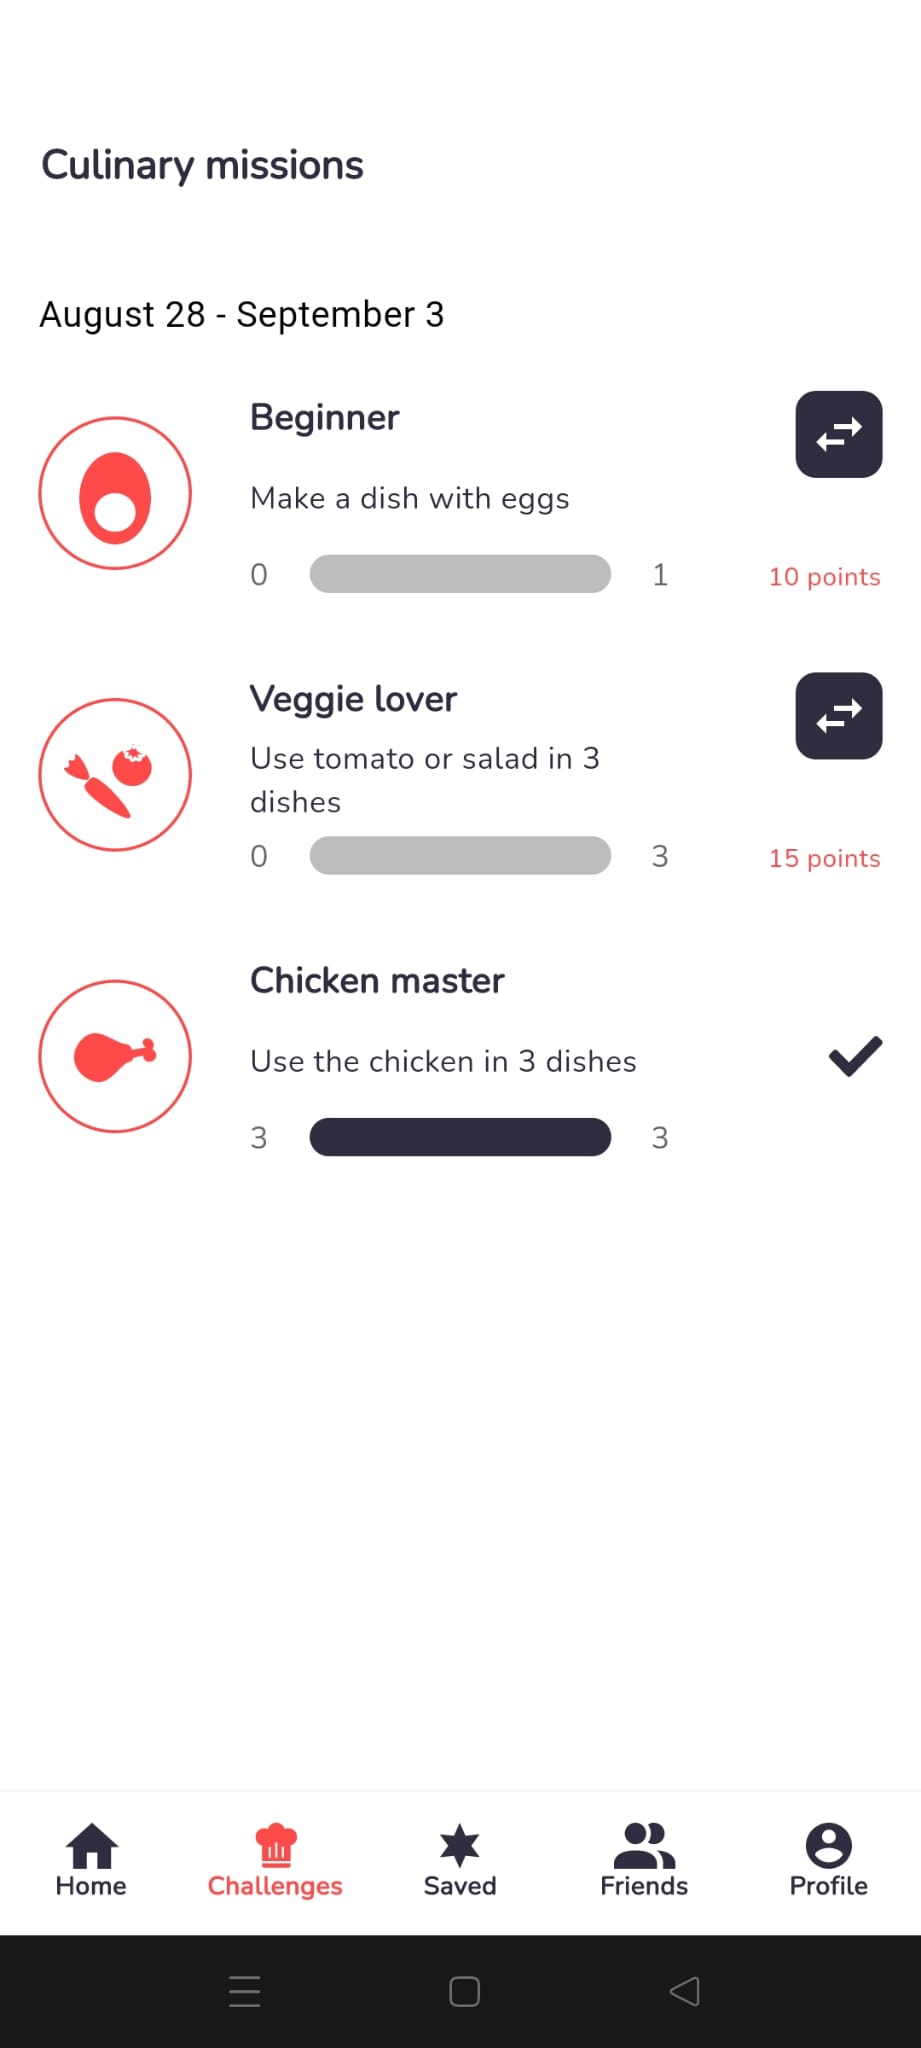 Culinary missions
August 28 - September 3
Beginner
Make a dish with eggs
0 1 10 points
Veggie lover
Use tomato or salad in 3
dishes
0 3 15 points
Chicken master
Use the chicken in 3 dishes
3 3
Home Challenges Saved Friends Profile